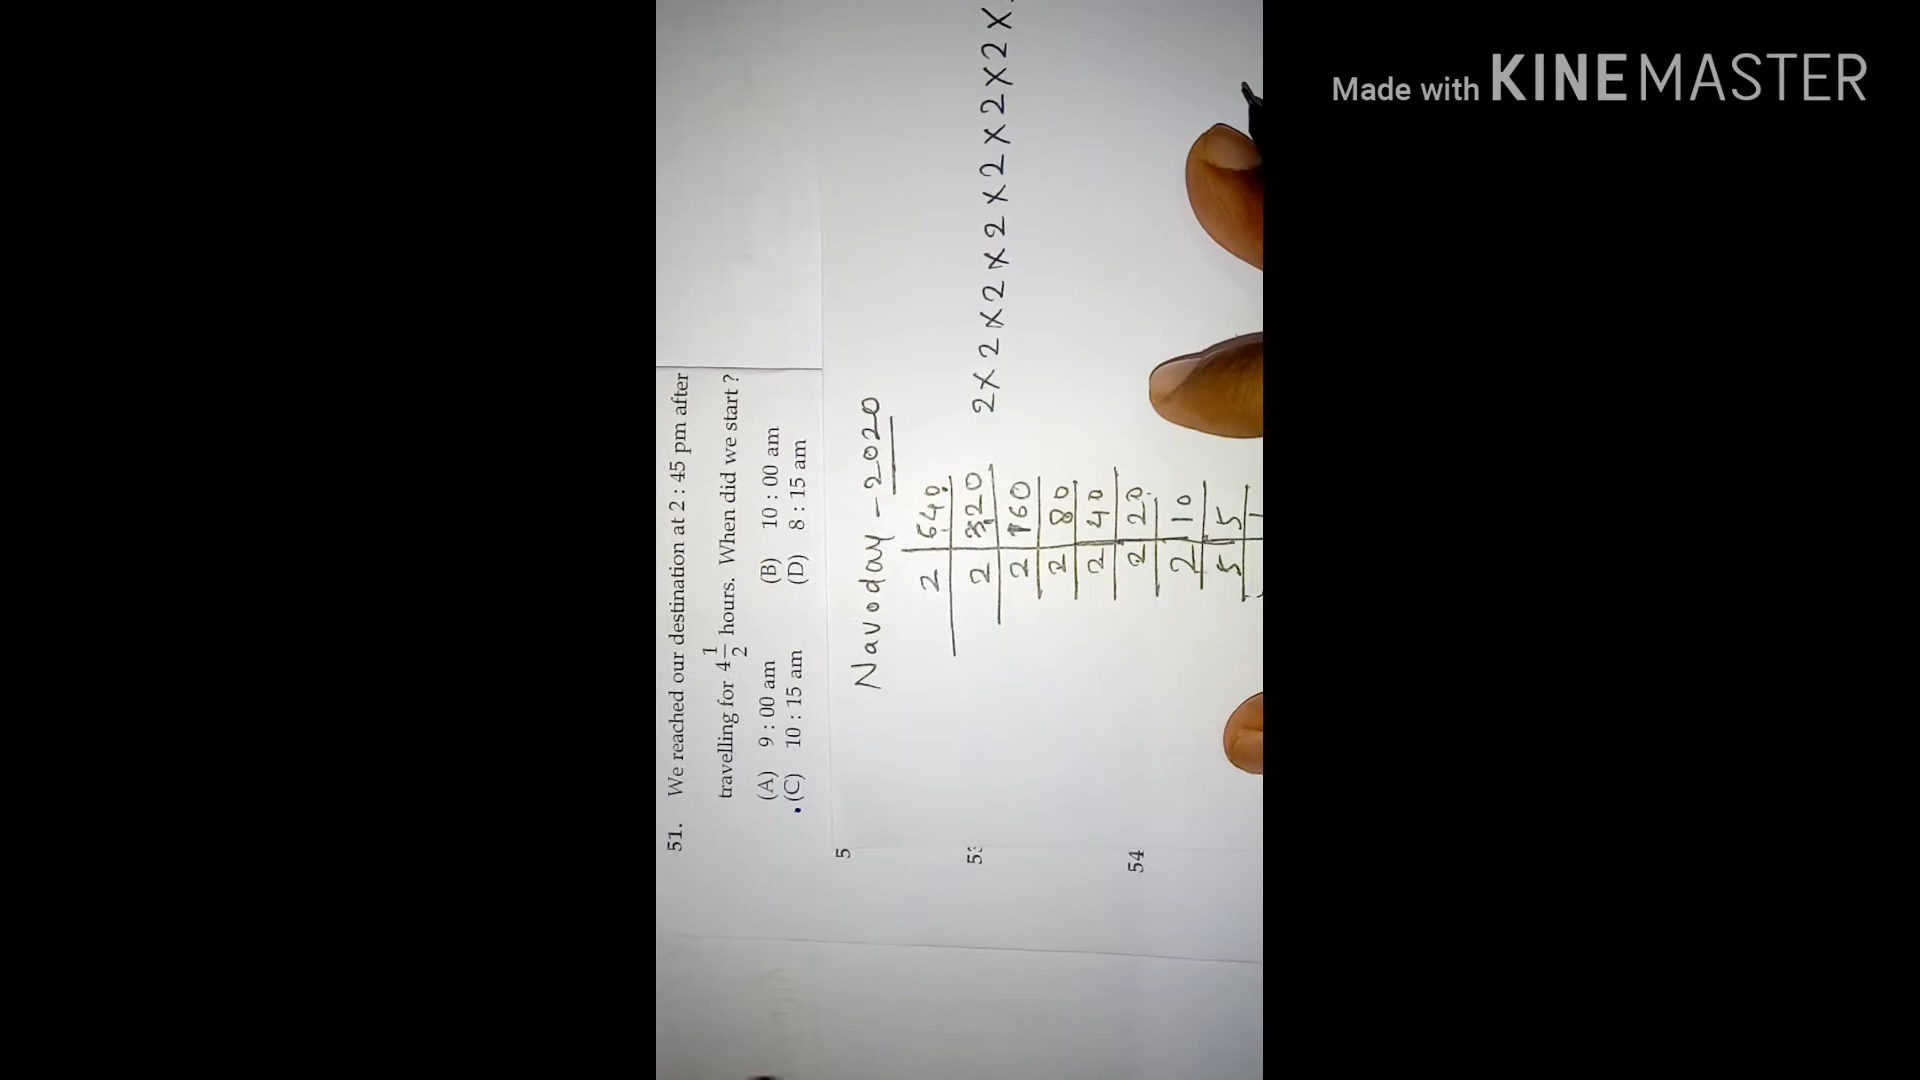 Made with KINEMASTER
51. We reached our destination at 2 : 45 pm after
travelling for 4 1/2 hours. When did we start ?
(A) 9 : 00 am (B) 10 : 00 am
(C) 10 : 15 am (D) 8 : 15 am
5
Navoday - 2020
2 640
53 2 320 2 X 2 X 2 X 2 X 2 X 2 X 2 X
2 160
2 80
2 40
54 2 20
2 10
5 5
1